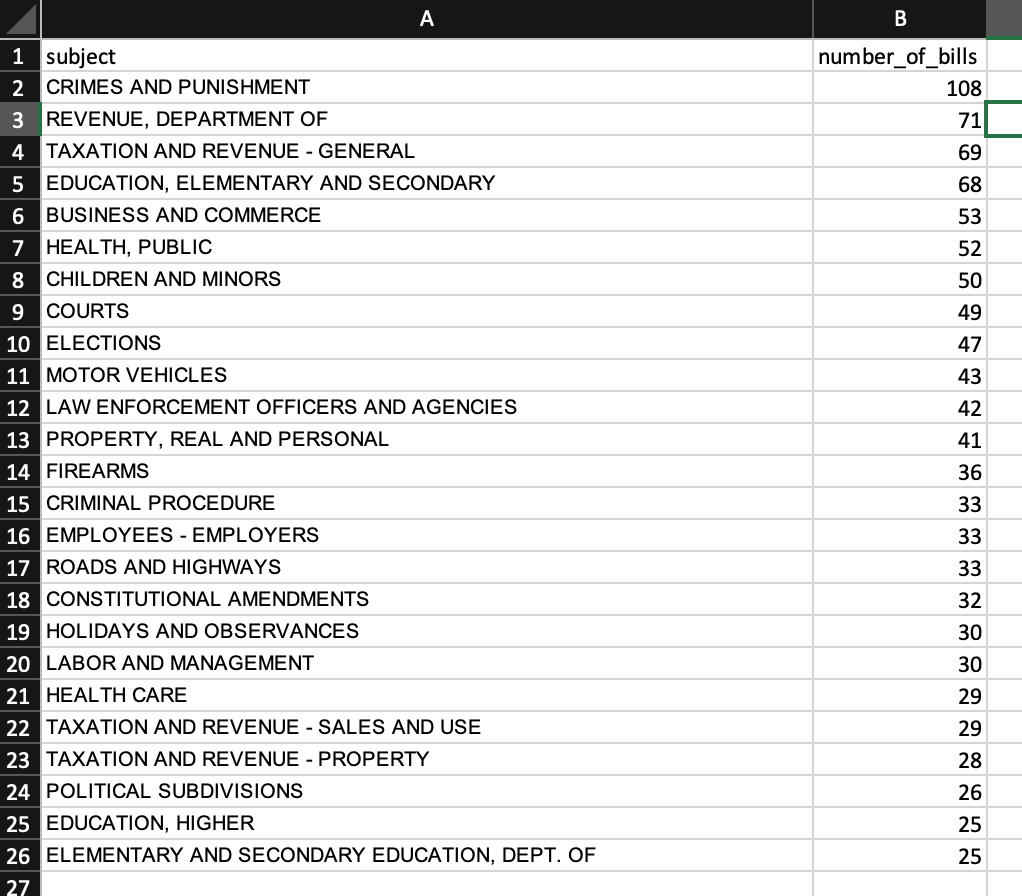 A B
1 subject number_of_bills
2 CRIMES AND PUNISHMENT 108
3 REVENUE, DEPARTMENT OF 71
4 TAXATION AND REVENUE - GENERAL 69
5 EDUCATION, ELEMENTARY AND SECONDARY 68
6 BUSINESS AND COMMERCE 53
7 HEALTH, PUBLIC 52
8 CHILDREN AND MINORS 50
9 COURTS 49
10 ELECTIONS 47
11 MOTOR VEHICLES 43
12 LAW ENFORCEMENT OFFICERS AND AGENCIES 42
13 PROPERTY, REAL AND PERSONAL 41
14 FIREARMS 36
15 CRIMINAL PROCEDURE 33
16 EMPLOYEES - EMPLOYERS 33
17 ROADS AND HIGHWAYS 33
18 CONSTITUTIONAL AMENDMENTS 32
19 HOLIDAYS AND OBSERVANCES 30
20 LABOR AND MANAGEMENT 30
21 HEALTH CARE 29
22 TAXATION AND REVENUE - SALES AND USE 29
23 TAXATION AND REVENUE - PROPERTY 28
24 POLITICAL SUBDIVISIONS 26
25 EDUCATION, HIGHER 25
26 ELEMENTARY AND SECONDARY EDUCATION, DEPT. OF 25
27